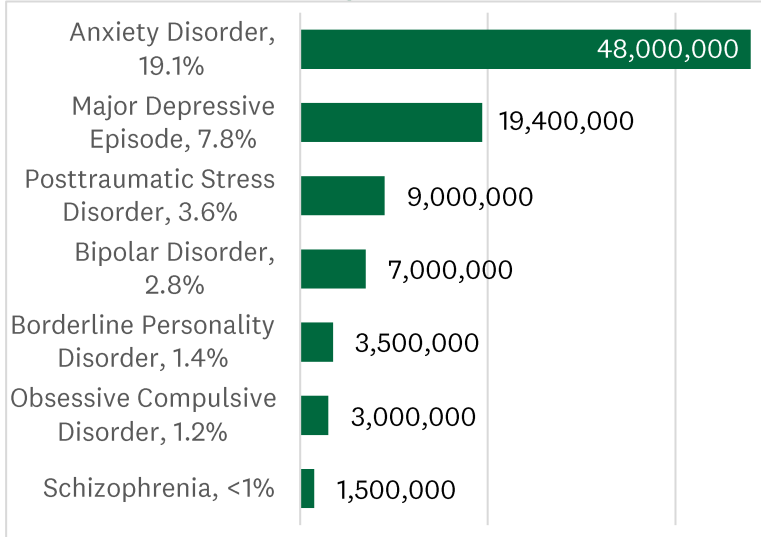 Anxiety Disorder,
19.1%
48,000,000
Major Depressive
Episode, 7.8%
19,400,000
Posttraumatic Stress
Disorder, 3.6%
9,000,000
Bipolar Disorder,
2.8%
7,000,000
Borderline Personality
Disorder, 1.4%
3,500,000
Obsessive Compulsive
Disorder, 1.2%
3,000,000
Schizophrenia, <1%
1,500,000